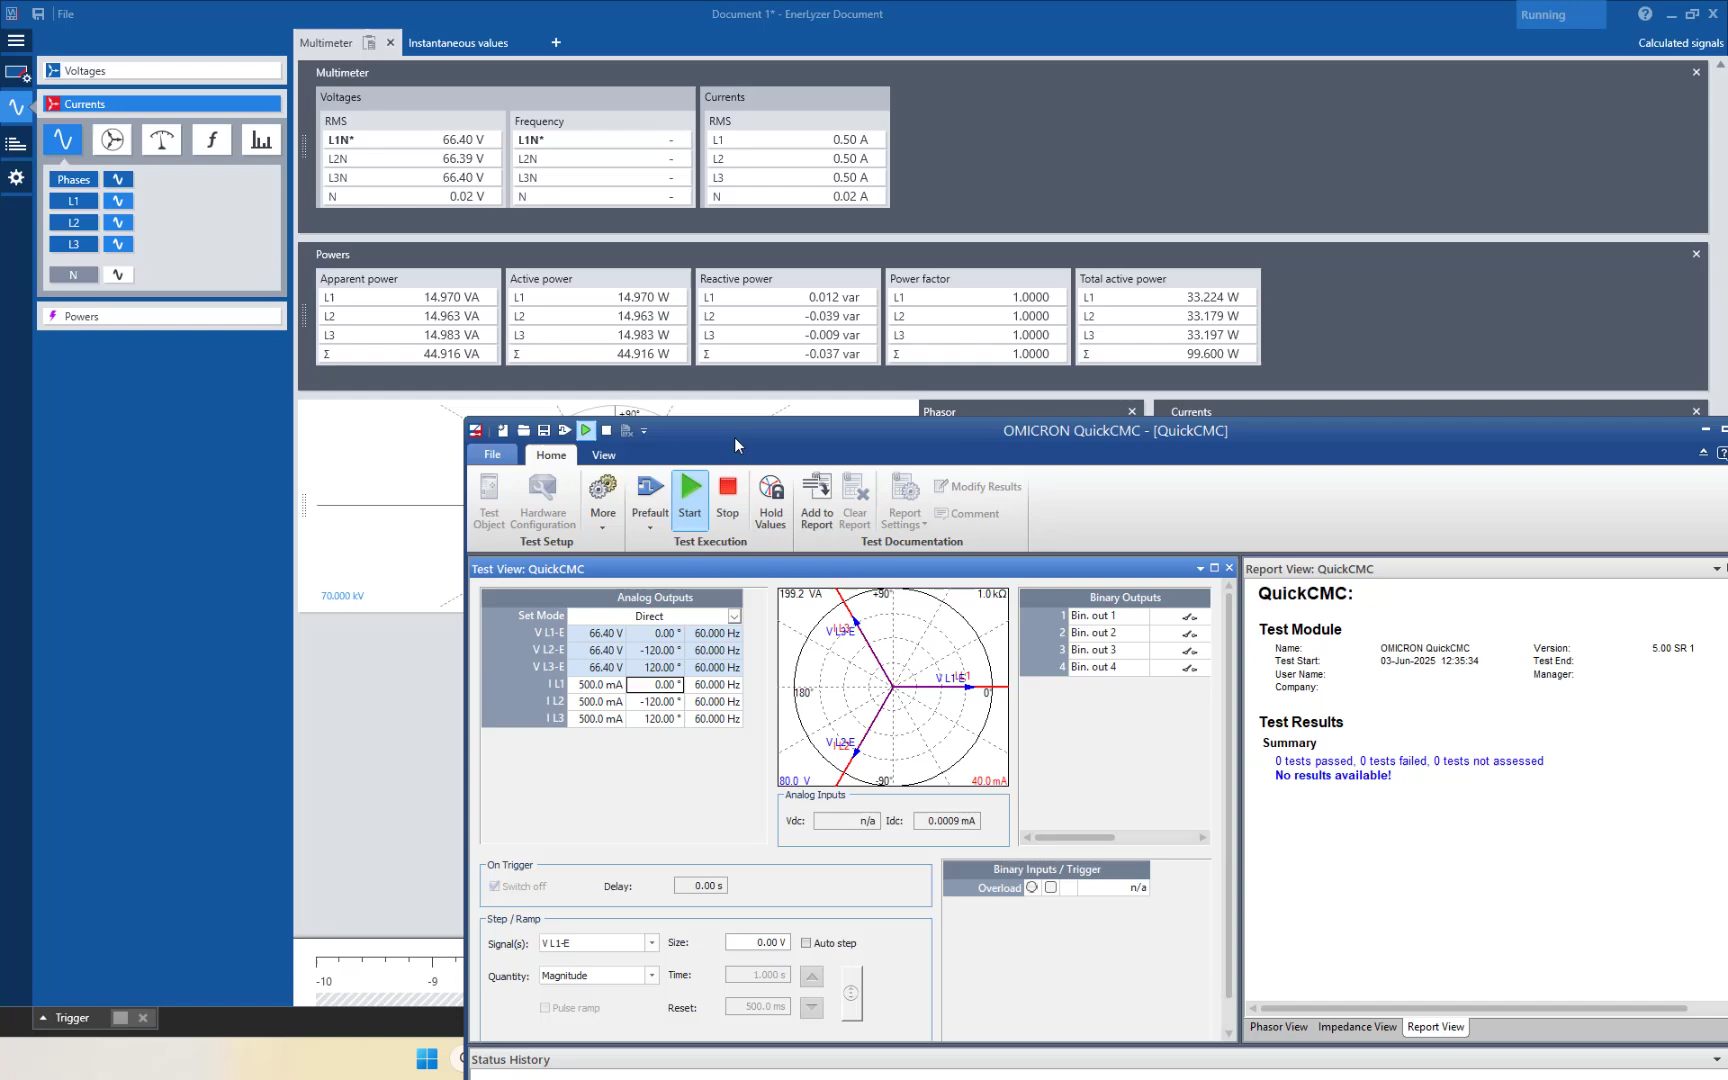 File
Document 1* - EnerLyzer Document
Running
Multimeter
Instantaneous values
Calculated signals
Voltages
Currents
Phases
L1
L2
L3
N
Powers
Multimeter
Voltages
RMS
L1N* 66.40 V
L2N 66.39 V
L3N 66.40 V
N 0.02 V
Frequency
L1N* -
L2N -
L3N -
N -
Currents
RMS
L1 0.50 A
L2 0.50 A
L3 0.50 A
N 0.02 A
Powers
Apparent power
L1 14.970 VA
L2 14.963 VA
L3 14.983 VA
Σ 44.916 VA
Active power
L1 14.970 W
L2 14.963 W
L3 14.983 W
Σ 44.916 W
Reactive power
L1 0.012 var
L2 -0.039 var
L3 -0.009 var
Σ -0.037 var
Power factor
L1 1.0000
L2 1.0000
L3 1.0000
Σ 1.0000
Total active power
L1 33.224 W
L2 33.179 W
L3 33.197 W
Σ 99.600 W
+90°
Phasor
Currents
70.000 kV
-10 -9
Trigger
OMICRON QuickCMC - [QuickCMC]
File Home View
Test Object
Hardware Configuration
More
Prefault
Start
Stop
Hold Values
Add to Report
Clear Report
Report Settings
Modify Results
Comment
Test Setup
Test Execution
Test Documentation
Test View: QuickCMC
Analog Outputs
Set Mode Direct
V L1-E 66.40 V 0.00 ° 60.000 Hz
V L2-E 66.40 V -120.00 ° 60.000 Hz
V L3-E 66.40 V 120.00 ° 60.000 Hz
I L1 500.0 mA 0.00 ° 60.000 Hz
I L2 500.0 mA -120.00 ° 60.000 Hz
I L3 500.0 mA 120.00 ° 60.000 Hz
199.2 VA +90° 1.0 kΩ
V L3-E
V L1-E
180° 0°
V L2-E
80.0 V -90° 40.0 mA
Analog Inputs
Vdc: n/a Idc: 0.0009 mA
Binary Outputs
1 Bin. out 1
2 Bin. out 2
3 Bin. out 3
4 Bin. out 4
On Trigger
Switch off Delay: 0.00 s
Step / Ramp
Signal(s): V L1-E Size: 0.00 V Auto step
Quantity: Magnitude Time: 1.000 s
Pulse ramp Reset: 500.0 ms
Binary Inputs / Trigger
Overload n/a
Report View: QuickCMC
QuickCMC:
Test Module
Name: OMICRON QuickCMC Version: 5.00 SR 1
Test Start: 03-Jun-2025 12:35:34 Test End:
User Name: Manager:
Company:
Test Results
Summary
0 tests passed, 0 tests failed, 0 tests not assessed
No results available!
Phasor View Impedance View Report View
Status History